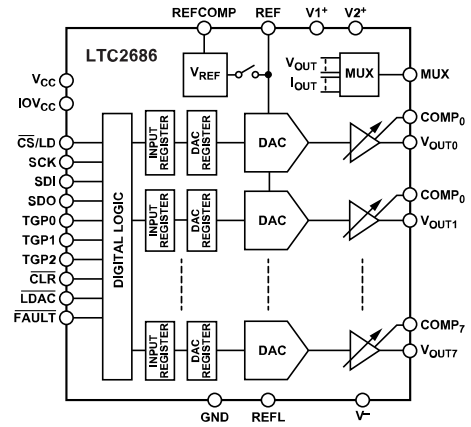 REFCOMP REF V1+ V2+
LTC2686
VREF
VOUT
IOUT
MUX
MUX
VCC
IOVCC
CS/LD
SCK
SDI
SDO
TGP0
TGP1
TGP2
CLR
LDAC
FAULT
DIGITAL LOGIC
INPUT REGISTER
DAC REGISTER
DAC
COMP0
VOUT0
INPUT REGISTER
DAC REGISTER
DAC
COMP0
VOUT1
INPUT REGISTER
DAC REGISTER
DAC
COMP7
VOUT7
GND REFL V–